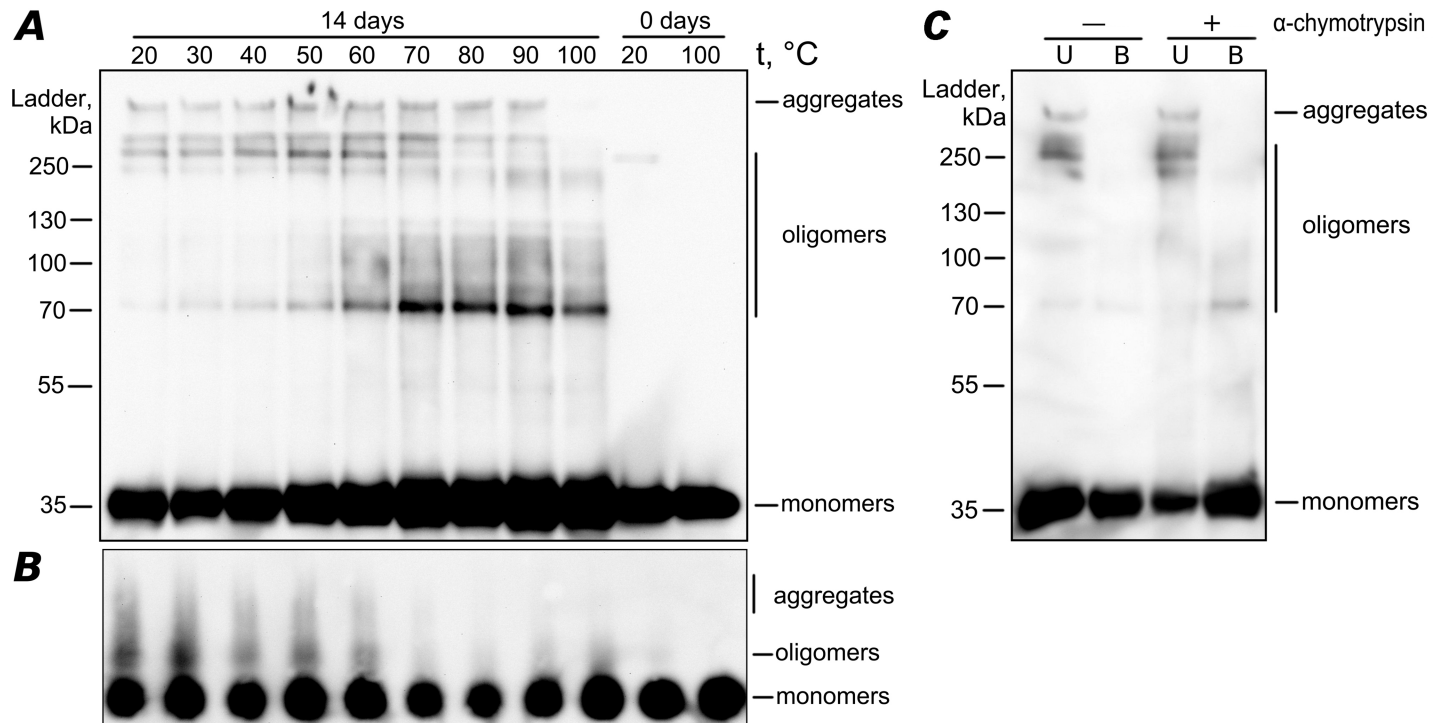 A
14 days
0 days
20 30 40 50 60 70 80 90 100 20 100 t, °C
Ladder,
kDa
aggregates
250
130
oligomers
100
70
55
35
monomers
B
aggregates
oligomers
monomers
C
— + α-chymotrypsin
U B U B
Ladder,
kDa
aggregates
250
130
oligomers
100
70
55
35
monomers